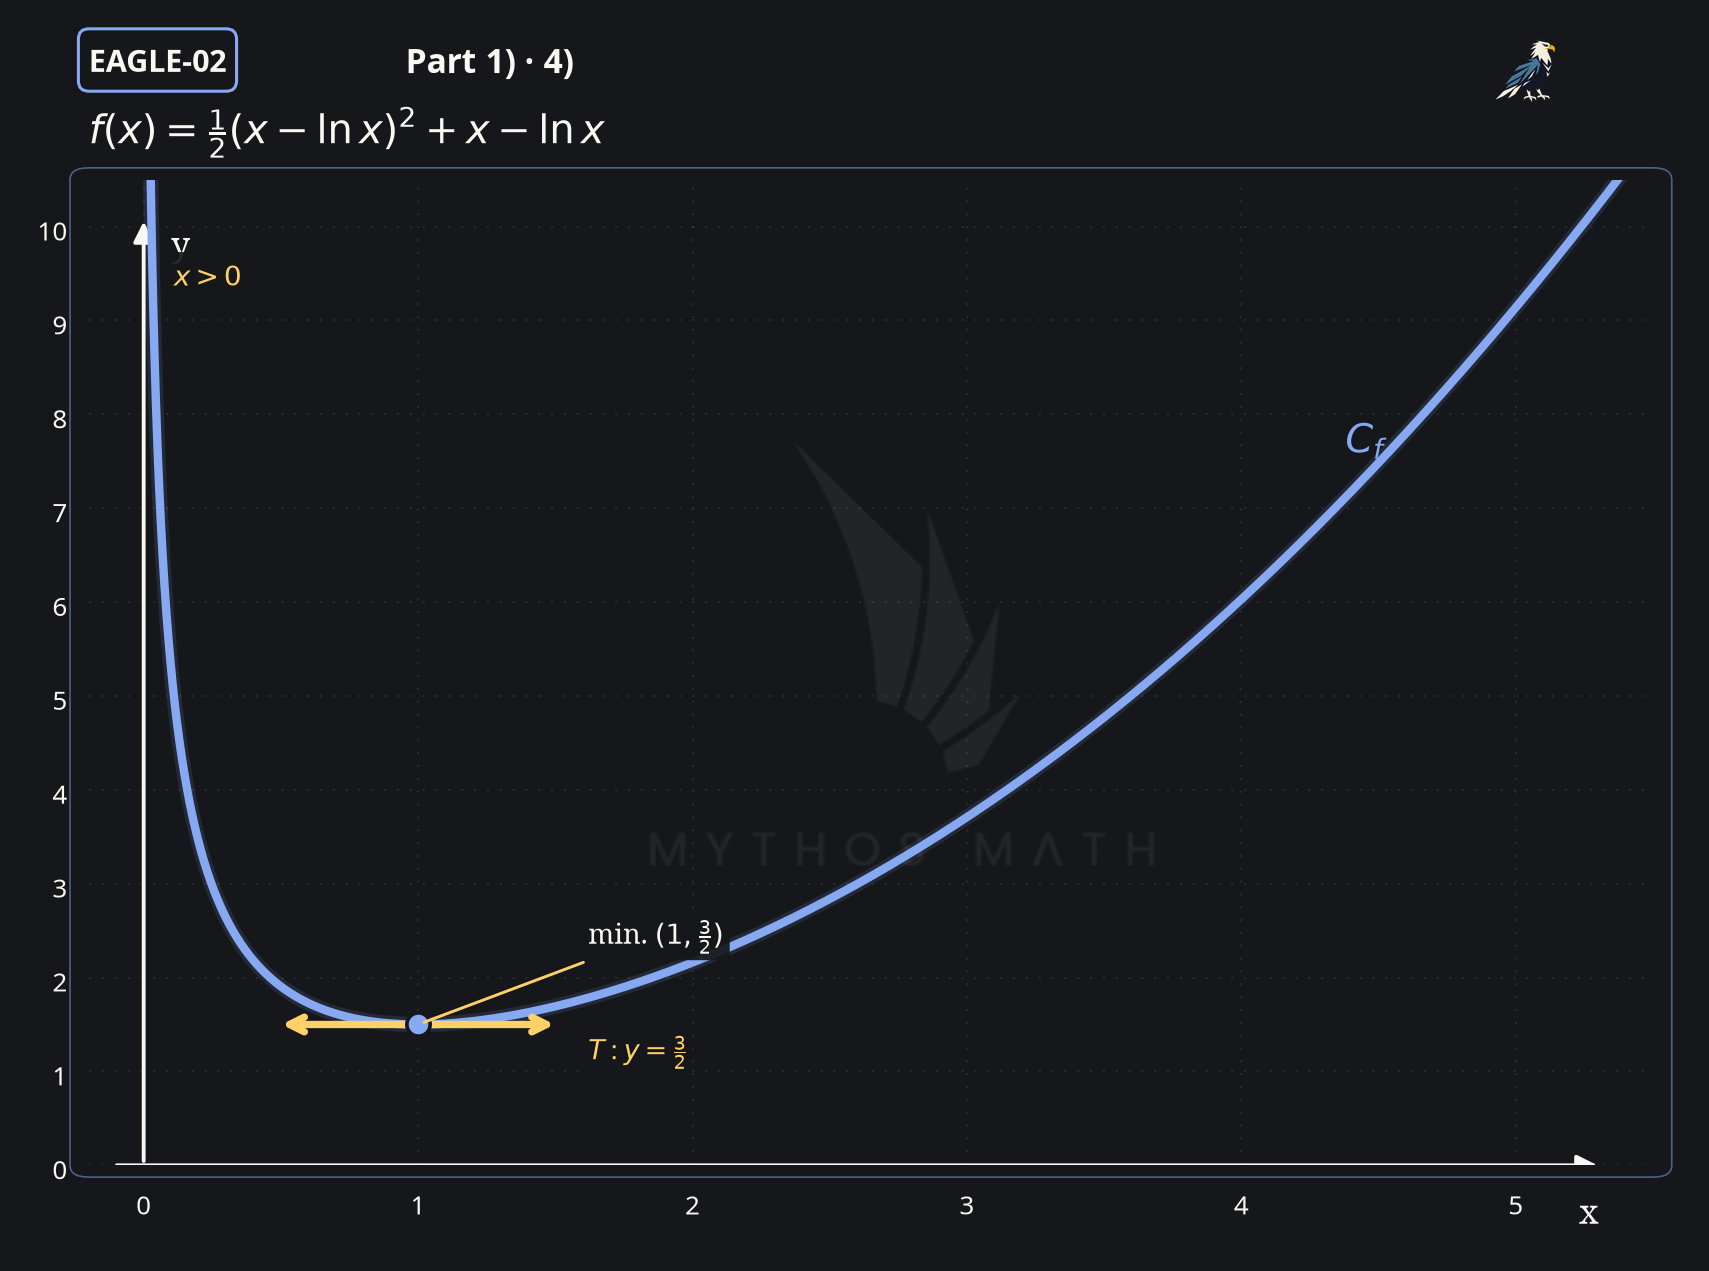 EAGLE-02
Part 1) · 4)
f(x) = ½(x − ln x)² + x − ln x
10
y
x > 0
9
8
C_f
7
6
5
4
MYTHOS MΛTH
3
min. (1, 3/2)
2
T : y = 3/2
1
0
0 1 2 3 4 5
x